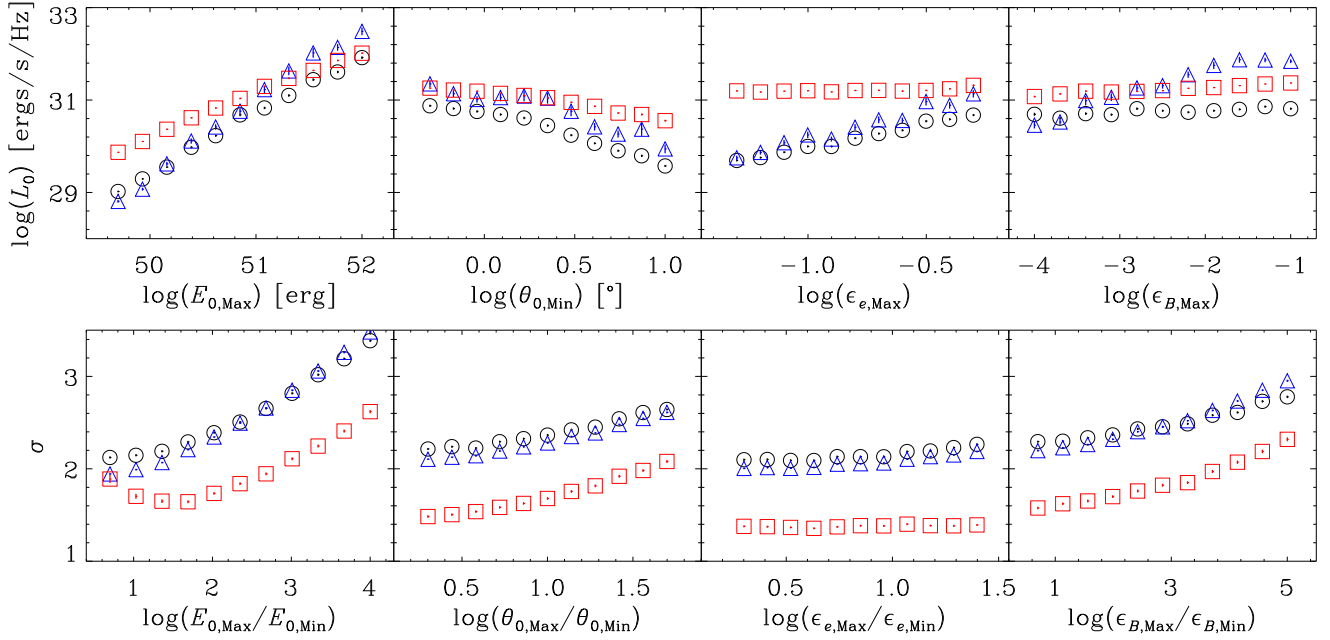 33
31
29
log(L₀) [ergs/s/Hz]
50 51 52
0.0 0.5 1.0
−1.0 −0.5
−4 −3 −2 −1
log(E₀,Max) [erg]
log(θ₀,Min) [°]
log(ϵₑ,Max)
log(ϵ_B,Max)
3
2
1
σ
1 2 3 4
0.5 1.0 1.5
0.5 1.0 1.5
1 3 5
log(E₀,Max/E₀,Min)
log(θ₀,Max/θ₀,Min)
log(ϵₑ,Max/ϵₑ,Min)
log(ϵ_B,Max/ϵ_B,Min)